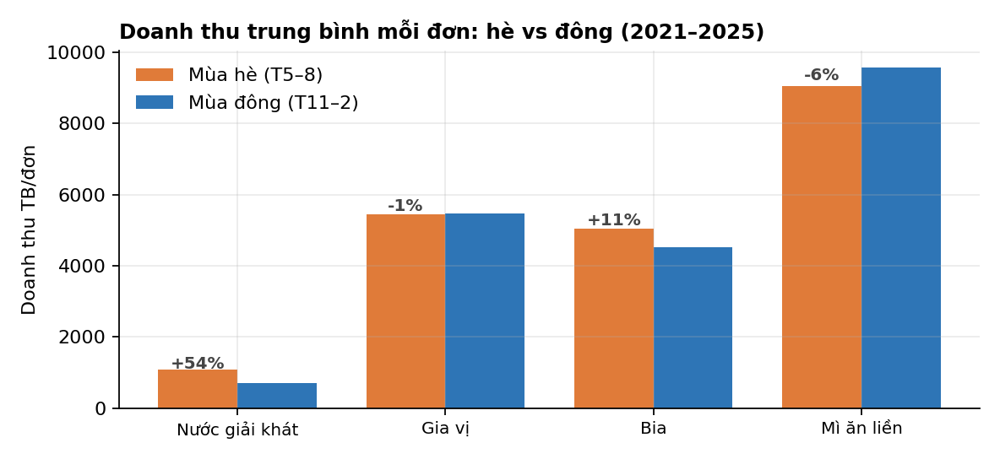 Doanh thu trung bình mỗi đơn: hè vs đông (2021–2025)
Mùa hè (T5–8)
Mùa đông (T11–2)
Doanh thu TB/đơn
10000
8000
6000
4000
2000
0
+54%
-1%
+11%
-6%
Nước giải khát
Gia vị
Bia
Mì ăn liền